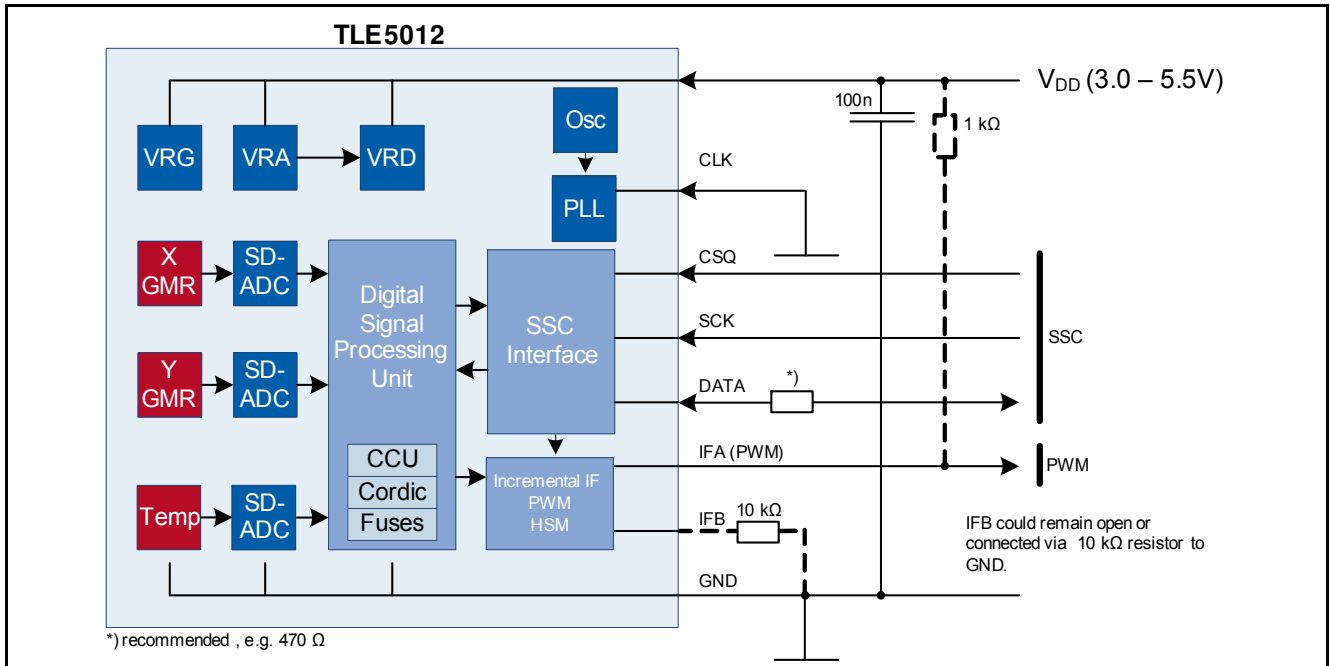 TLE5012
V_DD (3.0 – 5.5V)
100n
1 kΩ
Osc
VRG
VRA
VRD
CLK
PLL
CSQ
X
GMR
SD-
ADC
Digital
Signal
Processing
Unit
SSC
Interface
SCK
SSC
Y
GMR
SD-
ADC
DATA
*)
IFA (PWM)
PWM
CCU
Cordic
Fuses
Incremental IF
PWM
HSM
Temp
SD-
ADC
IFB
10 kΩ
IFB could remain open or
connected via 10 kΩ resistor to
GND.
GND
*) recommended , e.g. 470 Ω